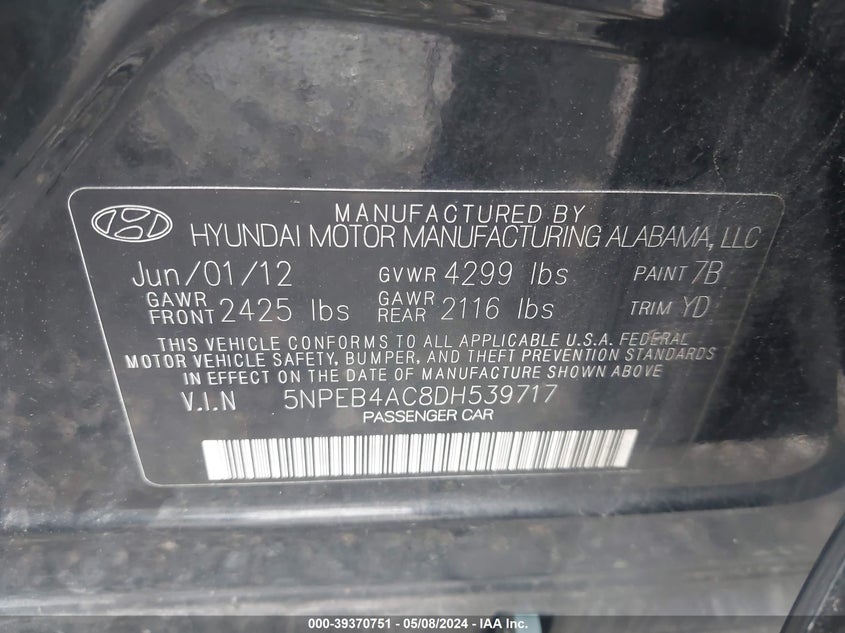 MANUFACTURED BY
HYUNDAI MOTOR MANUFACTURING ALABAMA, LLC
Jun/01/12 GVWR 4299 lbs PAINT 7B
GAWR FRONT 2425 lbs GAWR REAR 2116 lbs TRIM YD
THIS VEHICLE CONFORMS TO ALL APPLICABLE U.S.A. FEDERAL
MOTOR VEHICLE SAFETY, BUMPER, AND THEFT PREVENTION STANDARDS
IN EFFECT ON THE DATE OF MANUFACTURE SHOWN ABOVE
V.I.N 5NPEB4AC8DH539717
PASSENGER CAR
000-39370751 — 05/08/2024 — IAA Inc.